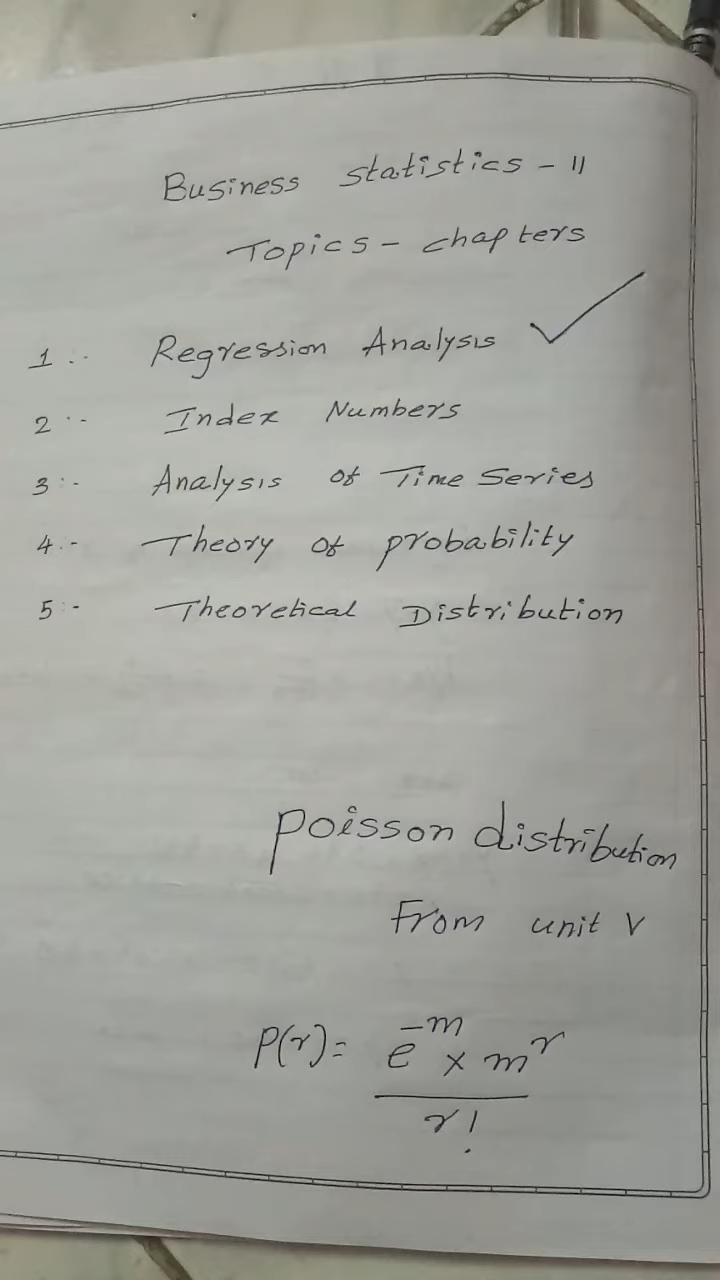 Business statistics - II
Topics - chapters
1 :- Regression Analysis ✓
2 :- Index Numbers
3 :- Analysis of Time Series
4 :- Theory of probability
5 :- Theoretical Distribution
poisson distribution
From unit V
P(r) = e^-m × m^r
r!